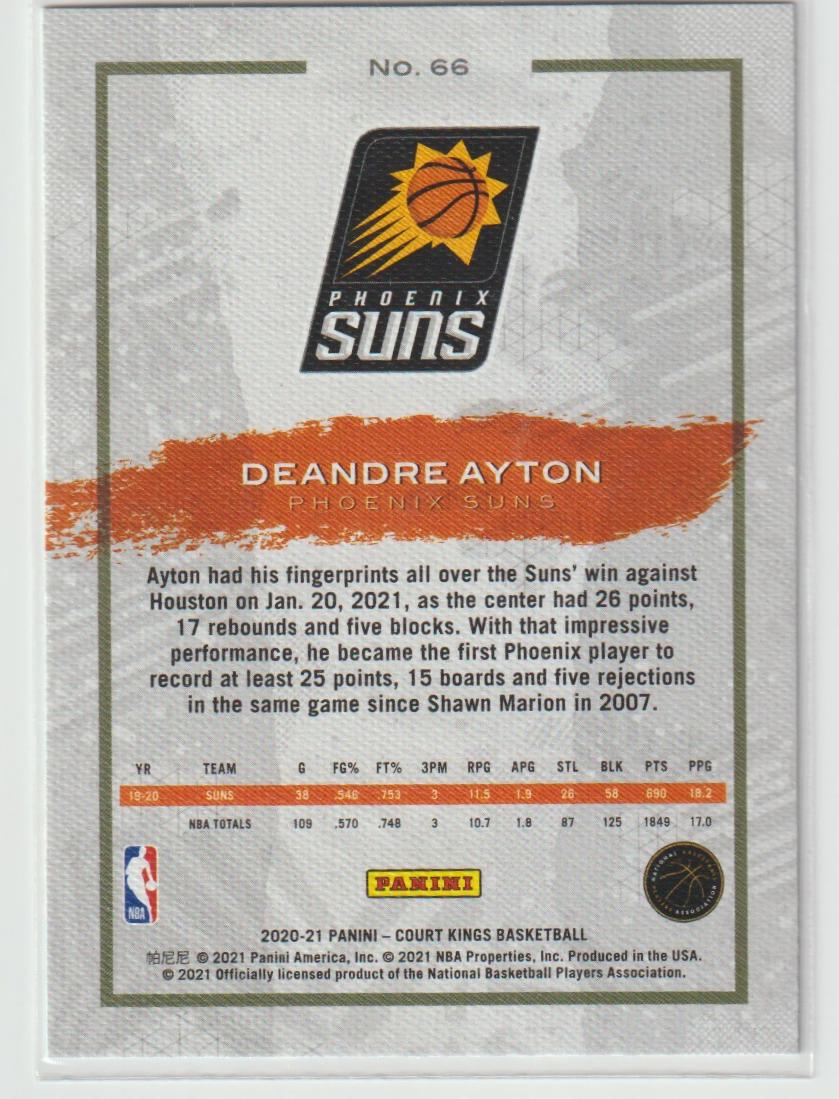 No. 66
PHOENIX
SUNS
DEANDRE AYTON
PHOENIX SUNS
Ayton had his fingerprints all over the Suns' win against
Houston on Jan. 20, 2021, as the center had 26 points,
17 rebounds and five blocks. With that impressive
performance, he became the first Phoenix player to
record at least 25 points, 15 boards and five rejections
in the same game since Shawn Marion in 2007.
YR TEAM G FG% FT% 3PM RPG APG STL BLK PTS PPG
19-20 SUNS 38 .546 .753 3 11.5 1.9 26 58 690 18.2
NBA TOTALS 109 .570 .748 3 10.7 1.8 87 125 1849 17.0
NBA
PANINI
NATIONAL BASKETBALL
PLAYERS ASSOCIATION
2020-21 PANINI – COURT KINGS BASKETBALL
帕尼尼 © 2021 Panini America, Inc. © 2021 NBA Properties, Inc. Produced in the USA.
© 2021 Officially licensed product of the National Basketball Players Association.